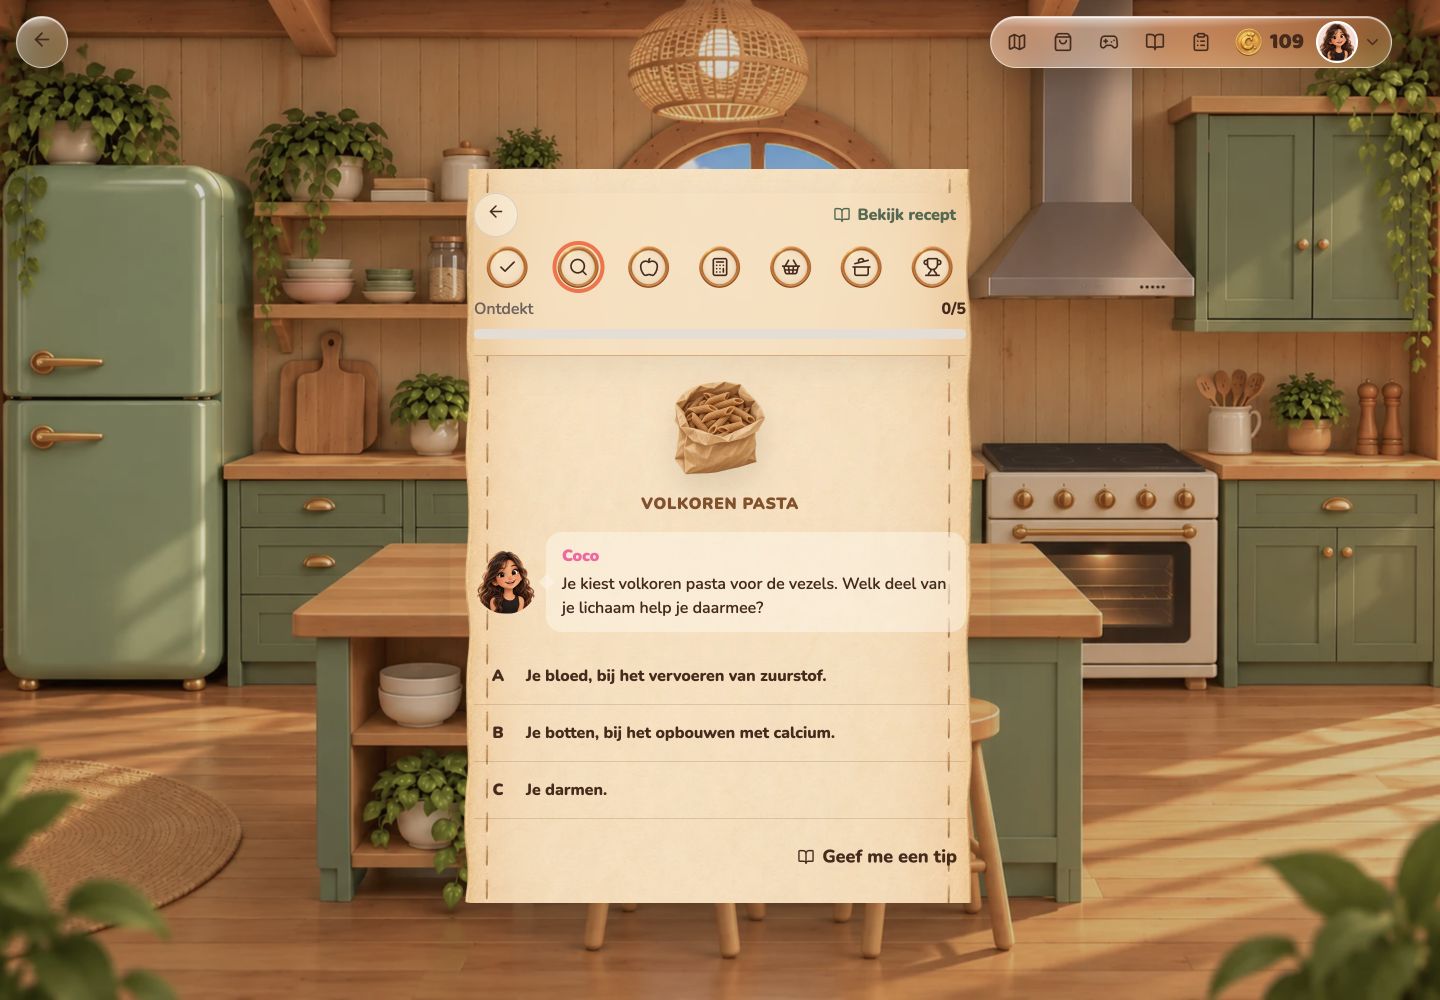 109
Bekijk recept
Ontdekt
0/5
VOLKOREN PASTA
Coco
Je kiest volkoren pasta voor de vezels. Welk deel van
je lichaam help je daarmee?
A Je bloed, bij het vervoeren van zuurstof.
B Je botten, bij het opbouwen met calcium.
C Je darmen.
Geef me een tip